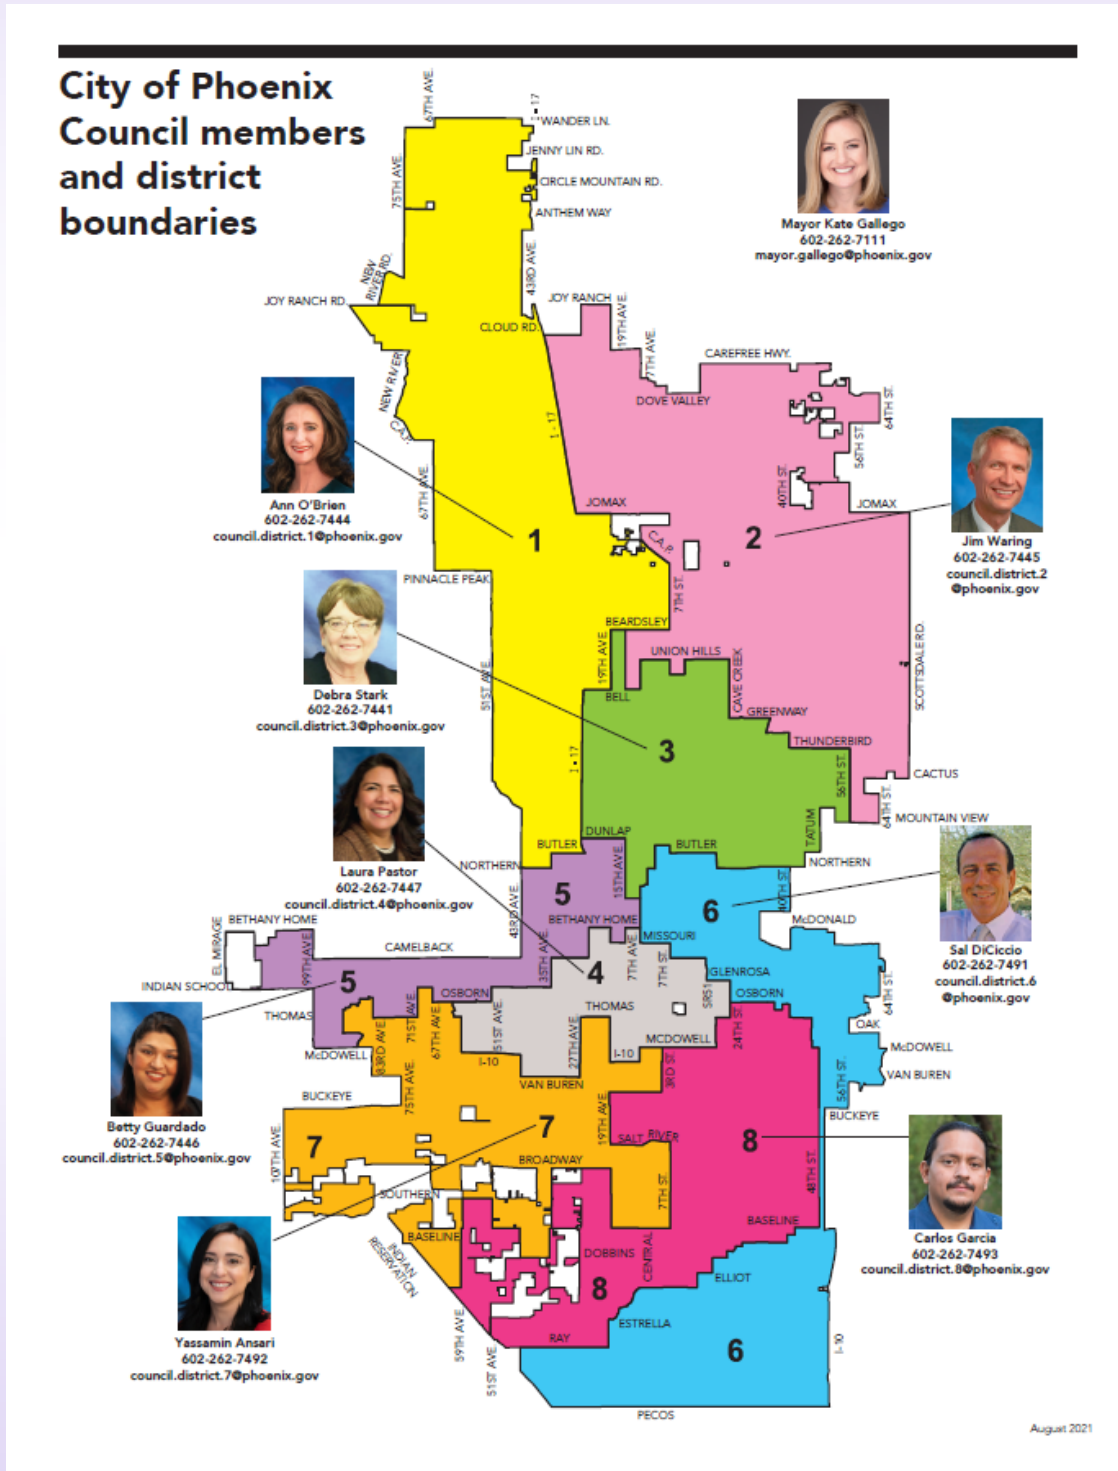 City of Phoenix
Council members
and district
boundaries
67TH AVE.
I - 17
WANDER LN.
JENNY LIN RD.
CIRCLE MOUNTAIN RD.
75TH AVE.
ANTHEM WAY
Mayor Kate Gallego
602-262-7111
mayor.gallego@phoenix.gov
NEW
RIVER RD.
43RD AVE.
JOY RANCH RD.
JOY RANCH
CLOUD RD.
19TH AVE.
7TH AVE.
CAREFREE HWY.
NEW RIVER
DOVE VALLEY
64TH ST.
C.A.P.
I - 17
56TH ST.
67TH AVE.
40TH ST.
JOMAX
JOMAX
Ann O'Brien
602-262-7444
council.district.1@phoenix.gov
1
C.A.P.
2
Jim Waring
602-262-7445
council.district.2
@phoenix.gov
PINNACLE PEAK
7TH ST.
BEARDSLEY
19TH AVE.
UNION HILLS
CAVE CREEK
SCOTTSDALE RD.
51ST AVE
BELL
Debra Stark
602-262-7441
council.district.3@phoenix.gov
GREENWAY
3
THUNDERBIRD
I - 17
56TH ST.
CACTUS
64TH ST.
MOUNTAIN VIEW
DUNLAP
TATUM
BUTLER
BUTLER
NORTHERN
NORTHERN
Laura Pastor
602-262-7447
council.district.4@phoenix.gov
15TH AVE.
40TH ST.
5
6
43RD AVE.
BETHANY HOME
BETHANY HOME
McDONALD
EL MIRAGE
MISSOURI
CAMELBACK
99TH AVE.
35TH AVE.
7TH AVE.
7TH ST.
Sal DiCiccio
602-262-7491
council.district.6
@phoenix.gov
4
GLENROSA
INDIAN SCHOOL
5
OSBORN
SR51
OSBORN
64TH ST.
THOMAS
THOMAS
71ST AVE.
67TH AVE.
51ST AVE.
27TH AVE.
24TH ST.
OAK
McDOWELL
83RD AVE.
I-10
I-10
MCDOWELL
McDOWELL
VAN BUREN
VAN BUREN
3RD ST.
56TH ST.
BUCKEYE
75TH AVE.
BUCKEYE
Betty Guardado
602-262-7446
council.district.5@phoenix.gov
19TH AVE.
7
7
SALT RIVER
8
107TH AVE.
BROADWAY
48TH ST.
SOUTHERN
7TH ST.
BASELINE
BASELINE
INDIAN
RESERVATION
DOBBINS
CENTRAL
Carlos Garcia
602-262-7493
council.district.8@phoenix.gov
8
ELLIOT
59TH AVE.
ESTRELLA
RAY
Yassamin Ansari
602-262-7492
council.district.7@phoenix.gov
51ST AVE.
6
I-10
PECOS
August 2021